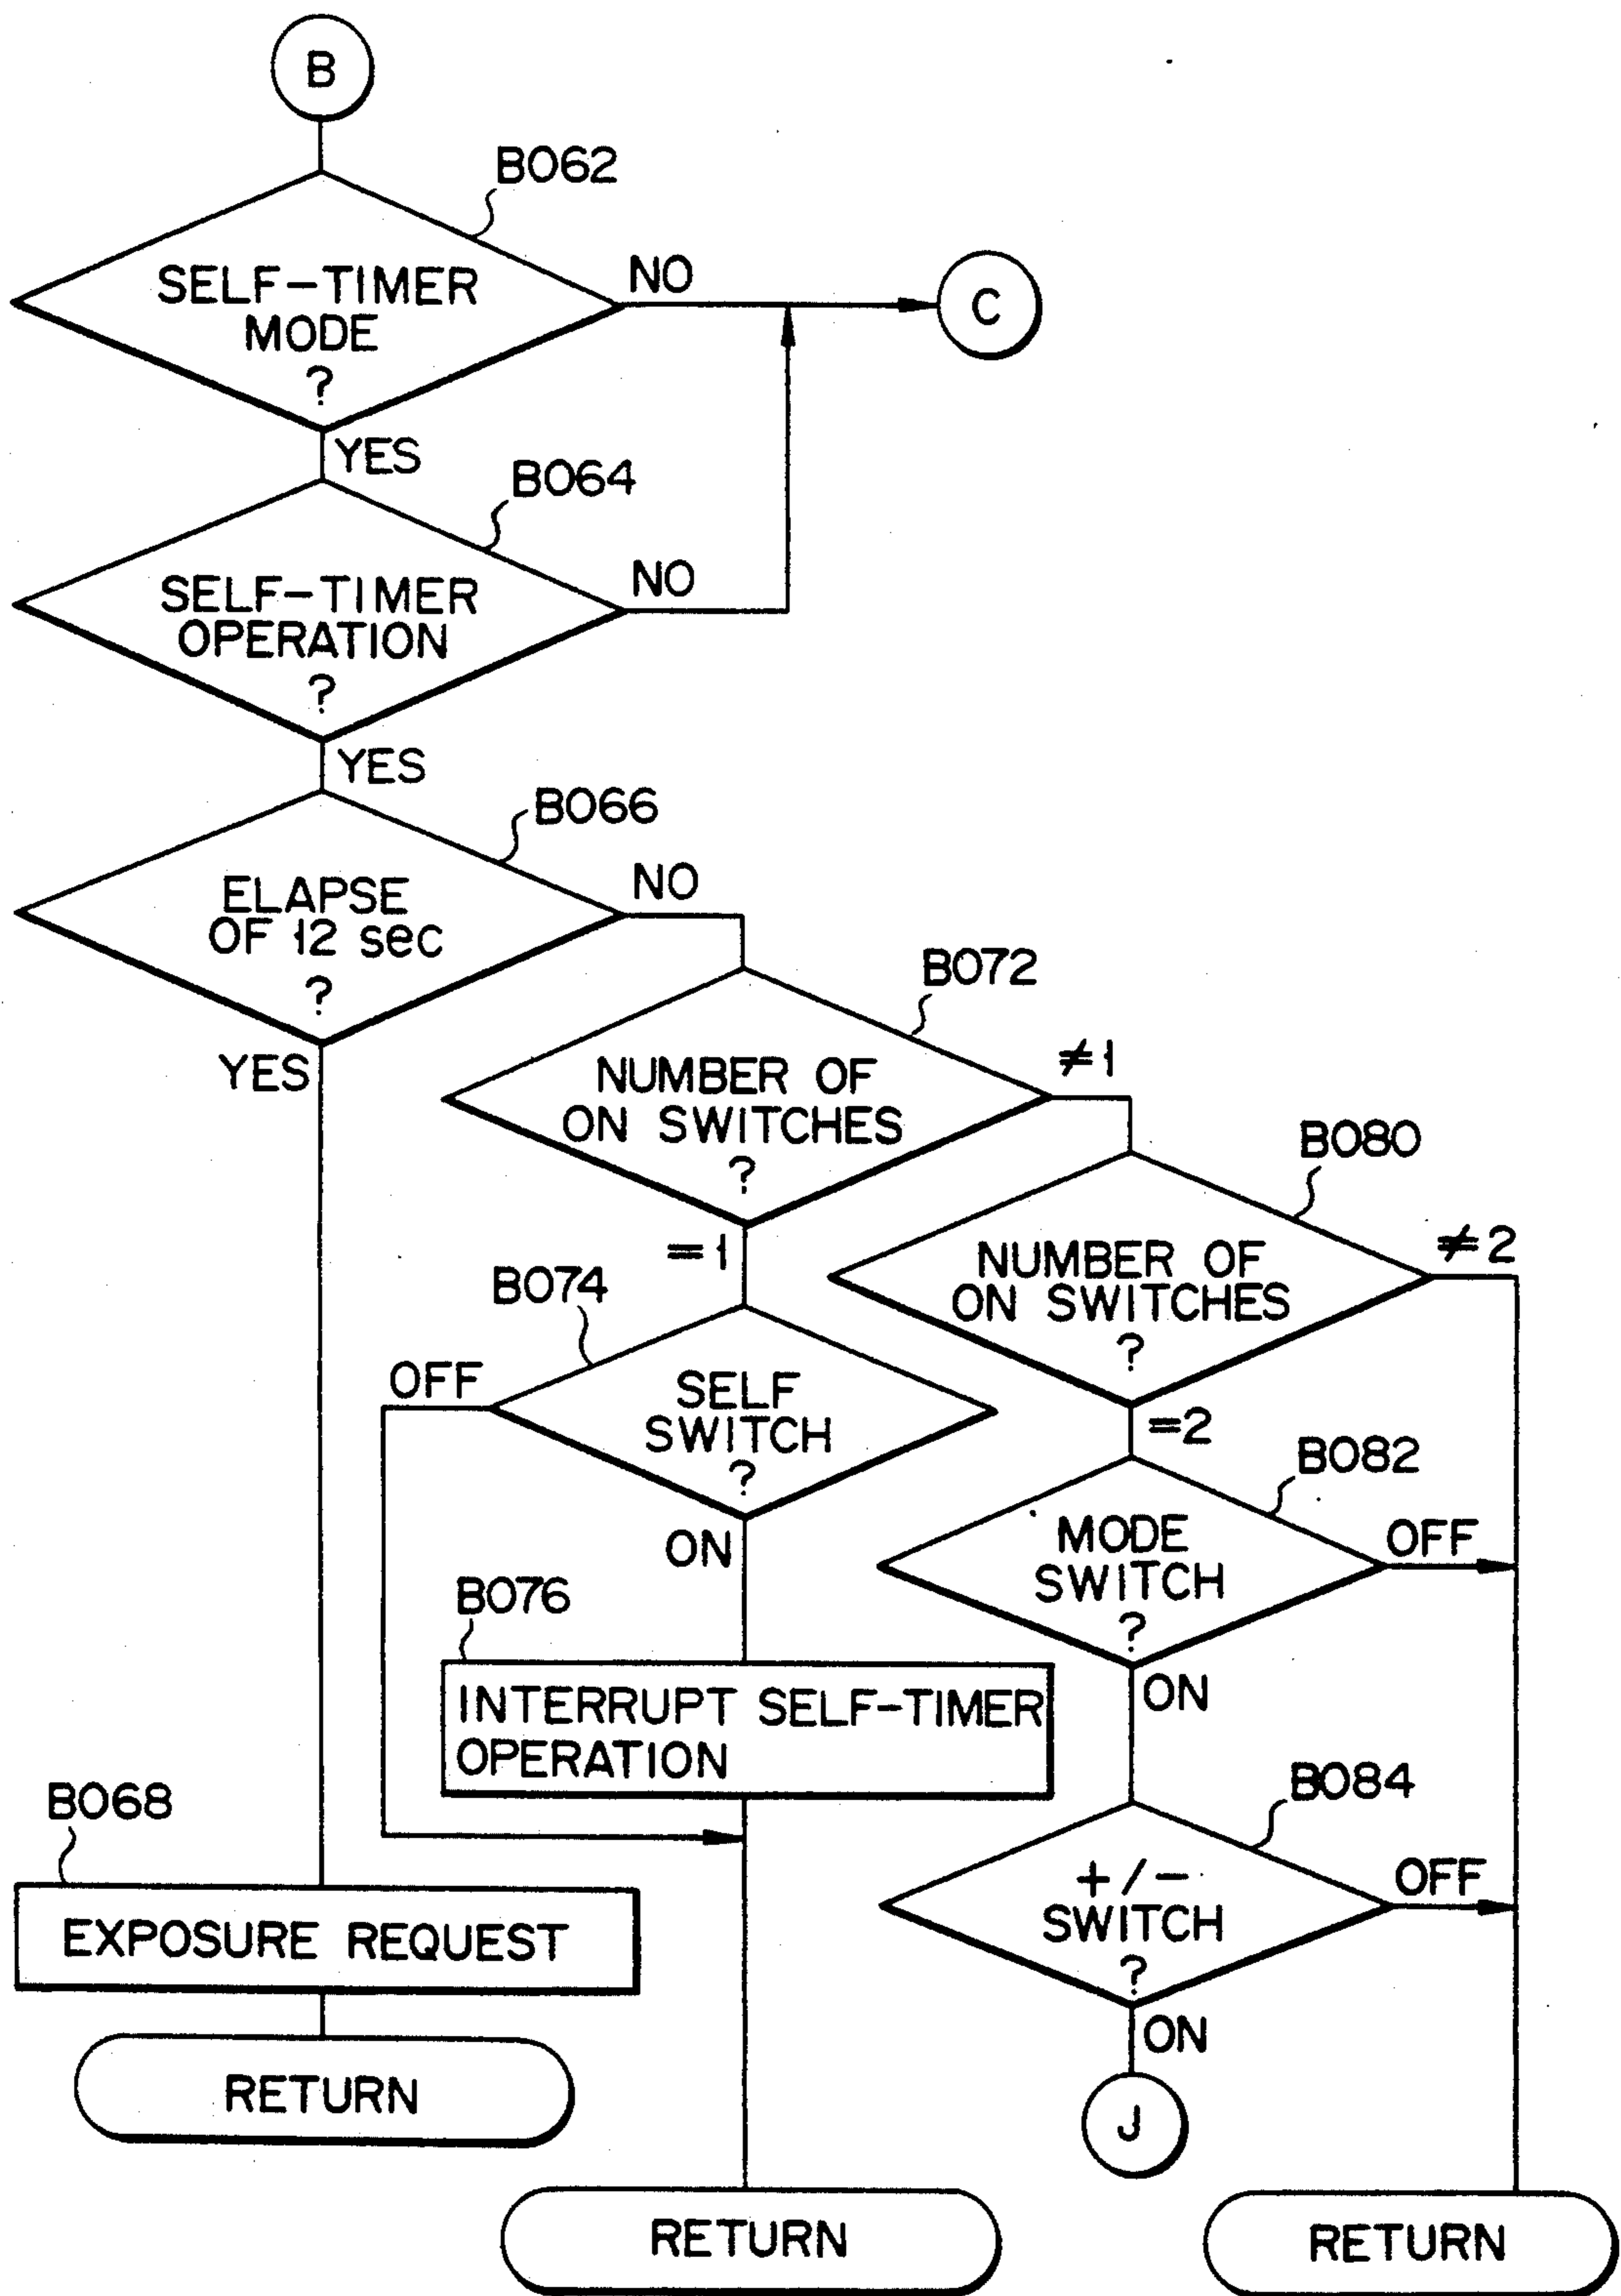 B
B062
SELF-TIMER
MODE
?
NO
C
YES
B064
SELF-TIMER
OPERATION
?
NO
YES
B066
ELAPSE
OF 12 sec
?
NO
YES
B072
NUMBER OF
ON SWITCHES
?
≠1
=1
B080
NUMBER OF
ON SWITCHES
?
≠2
=2
B074
SELF
SWITCH
?
OFF
ON
B082
MODE
SWITCH
?
OFF
ON
B076
INTERRUPT SELF-TIMER
OPERATION
B084
+/-
SWITCH
?
OFF
ON
J
B068
EXPOSURE REQUEST
RETURN
RETURN
RETURN